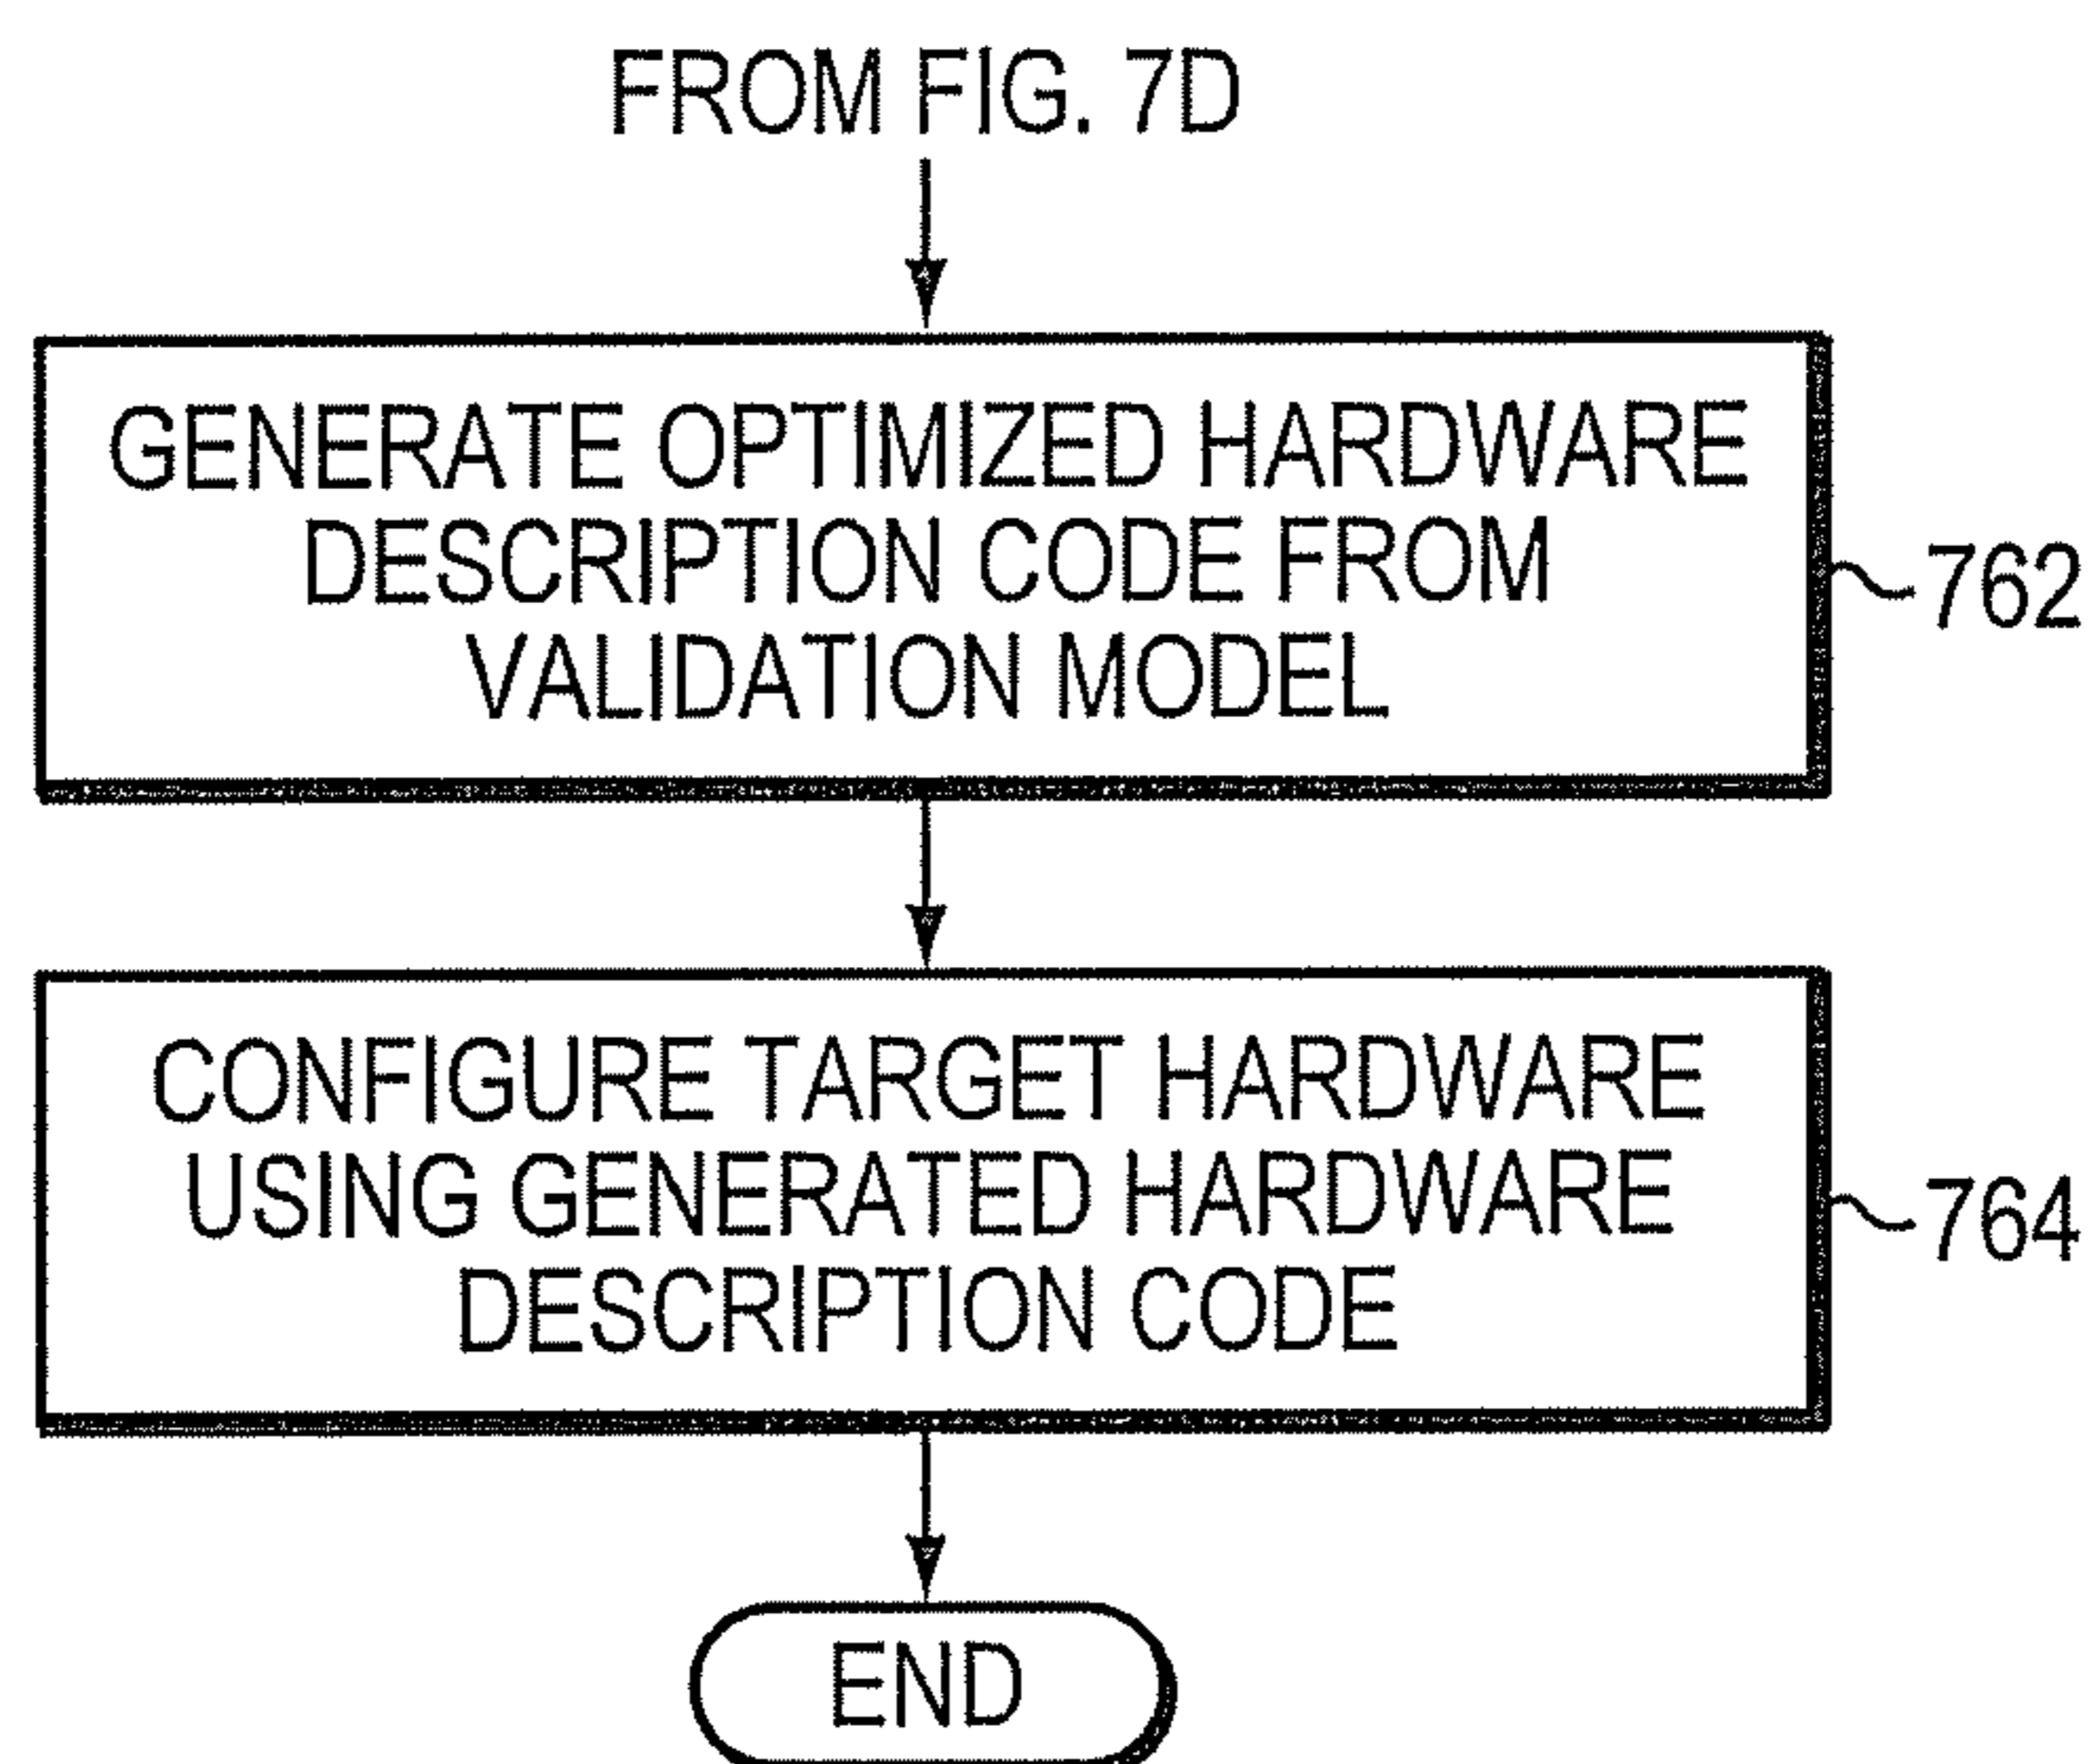 FROM FIG. 7D
GENERATE OPTIMIZED HARDWARE
DESCRIPTION CODE FROM
VALIDATION MODEL
762
CONFIGURE TARGET HARDWARE
USING GENERATED HARDWARE
DESCRIPTION CODE
764
END